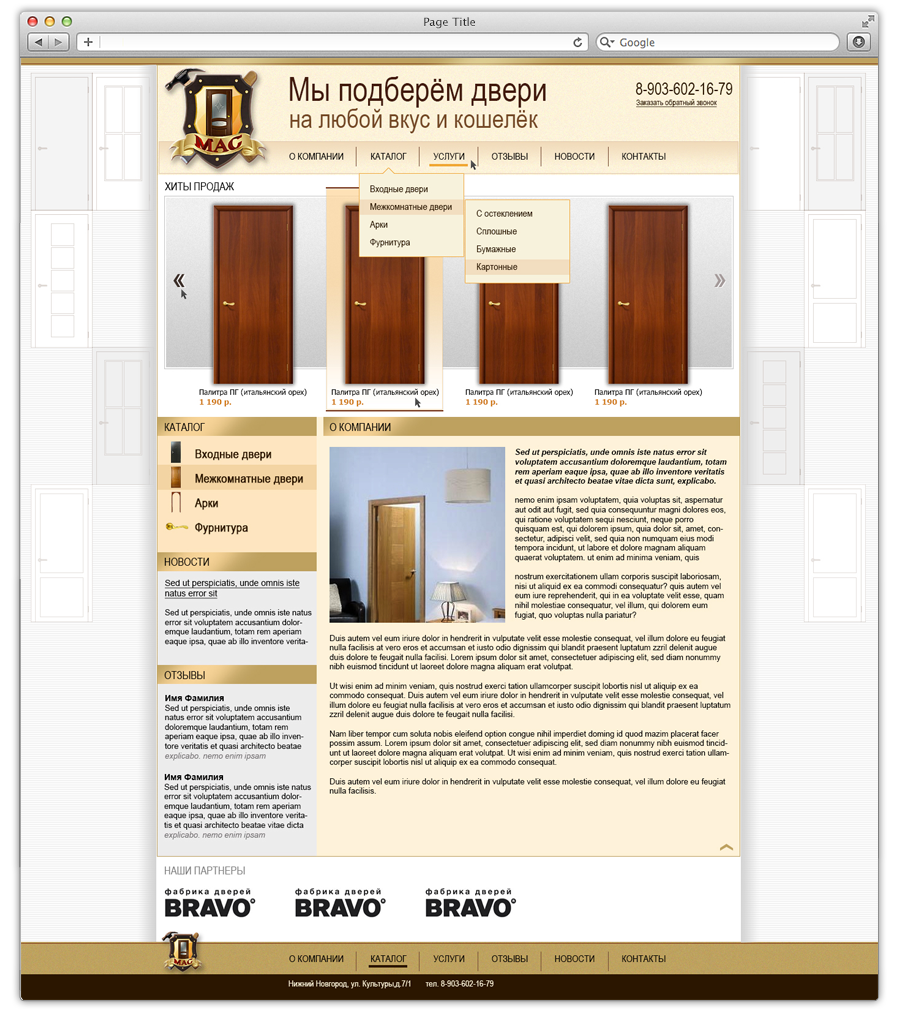 Page Title
Google
МАС
Мы подберём двери
на любой вкус и кошелёк
8-903-602-16-79
Заказать обратный звонок
О КОМПАНИИ
КАТАЛОГ
УСЛУГИ
ОТЗЫВЫ
НОВОСТИ
КОНТАКТЫ
Входные двери
Межкомнатные двери
Арки
Фурнитура
С остеклением
Сплошные
Бумажные
Картонные
ХИТЫ ПРОДАЖ
Палитра ПГ (итальянский орех)
1 190 р.
Палитра ПГ (итальянский орех)
1 190 р.
Палитра ПГ (итальянский орех)
1 190 р.
Палитра ПГ (итальянский орех)
1 190 р.
КАТАЛОГ
Входные двери
Межкомнатные двери
Арки
Фурнитура
НОВОСТИ
Sed ut perspiciatis, unde omnis iste
natus error sit
Sed ut perspiciatis, unde omnis iste natus
error sit voluptatem accusantium dolor-
emque laudantium, totam rem aperiam
eaque ipsa, quae ab illo inventore verita-
ОТЗЫВЫ
Имя Фамилия
Sed ut perspiciatis, unde omnis iste
natus error sit voluptatem accusantium
doloremque laudantium, totam rem
aperiam eaque ipsa, quae ab illo inven-
tore veritatis et quasi architecto beatae
explicabo. nemo enim ipsam
Имя Фамилия
Sed ut perspiciatis, unde omnis iste natus
error sit voluptatem accusantium dolor-
emque laudantium, totam rem aperiam
eaque ipsa, quae ab illo inventore verita-
tis et quasi architecto beatae vitae dicta
explicabo. nemo enim ipsam
О КОМПАНИИ
Sed ut perspiciatis, unde omnis iste natus error sit
voluptatem accusantium doloremque laudantium, totam
rem aperiam eaque ipsa, quae ab illo inventore veritatis
et quasi architecto beatae vitae dicta sunt, explicabo.
nemo enim ipsam voluptatem, quia voluptas sit, aspernatur
aut odit aut fugit, sed quia consequuntur magni dolores eos,
qui ratione voluptatem sequi nesciunt, neque porro
quisquam est, qui dolorem ipsum, quia dolor sit, amet, con-
sectetur, adipisci velit, sed quia non numquam eius modi
tempora incidunt, ut labore et dolore magnam aliquam
quaerat voluptatem. ut enim ad minima veniam, quis
nostrum exercitationem ullam corporis suscipit laboriosam,
nisi ut aliquid ex ea commodi consequatur? quis autem vel
eum iure reprehenderit, qui in ea voluptate velit esse, quam
nihil molestiae consequatur, vel illum, qui dolorem eum
fugiat, quo voluptas nulla pariatur?
Duis autem vel eum iriure dolor in hendrerit in vulputate velit esse molestie consequat, vel illum dolore eu feugiat
nulla facilisis at vero eros et accumsan et iusto odio dignissim qui blandit praesent luptatum zzril delenit augue
duis dolore te feugait nulla facilisi. Lorem ipsum dolor sit amet, consectetuer adipiscing elit, sed diam nonummy
nibh euismod tincidunt ut laoreet dolore magna aliquam erat volutpat.
Ut wisi enim ad minim veniam, quis nostrud exerci tation ullamcorper suscipit lobortis nisl ut aliquip ex ea
commodo consequat. Duis autem vel eum iriure dolor in hendrerit in vulputate velit esse molestie consequat, vel
illum dolore eu feugiat nulla facilisis at vero eros et accumsan et iusto odio dignissim qui blandit praesent luptatum
zzril delenit augue duis dolore te feugait nulla facilisi.
Nam liber tempor cum soluta nobis eleifend option congue nihil imperdiet doming id quod mazim placerat facer
possim assum. Lorem ipsum dolor sit amet, consectetuer adipiscing elit, sed diam nonummy nibh euismod tincid-
unt ut laoreet dolore magna aliquam erat volutpat. Ut wisi enim ad minim veniam, quis nostrud exerci tation ullam-
corper suscipit lobortis nisl ut aliquip ex ea commodo consequat.
Duis autem vel eum iriure dolor in hendrerit in vulputate velit esse molestie consequat, vel illum dolore eu feugiat
nulla facilisis.
НАШИ ПАРТНЕРЫ
фабрика дверей
BRAVO
фабрика дверей
BRAVO
фабрика дверей
BRAVO
МАС
О КОМПАНИИ
КАТАЛОГ
УСЛУГИ
ОТЗЫВЫ
НОВОСТИ
КОНТАКТЫ
Нижний Новгород, ул. Культуры,д.7/1 тел. 8-903-602-16-79